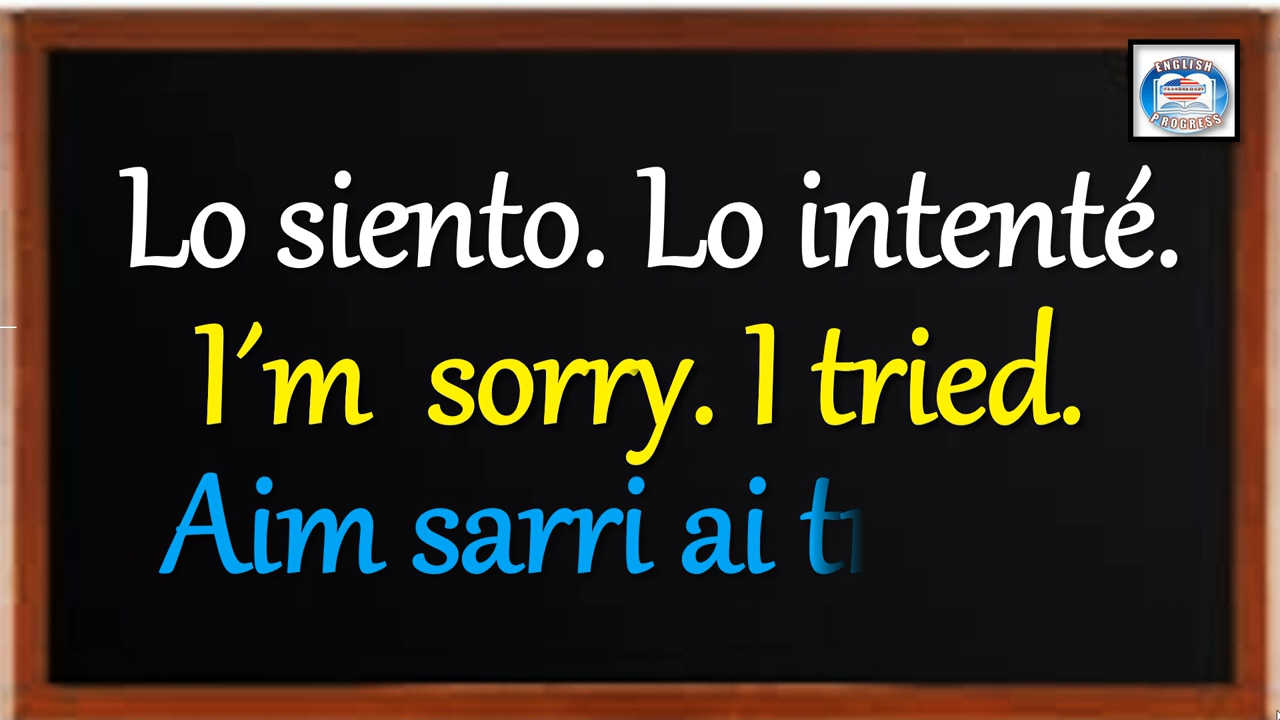 ENGLISH
PROGRESS
Lo siento. Lo intenté.
I´m sorry. I tried.
Aim sarri ai